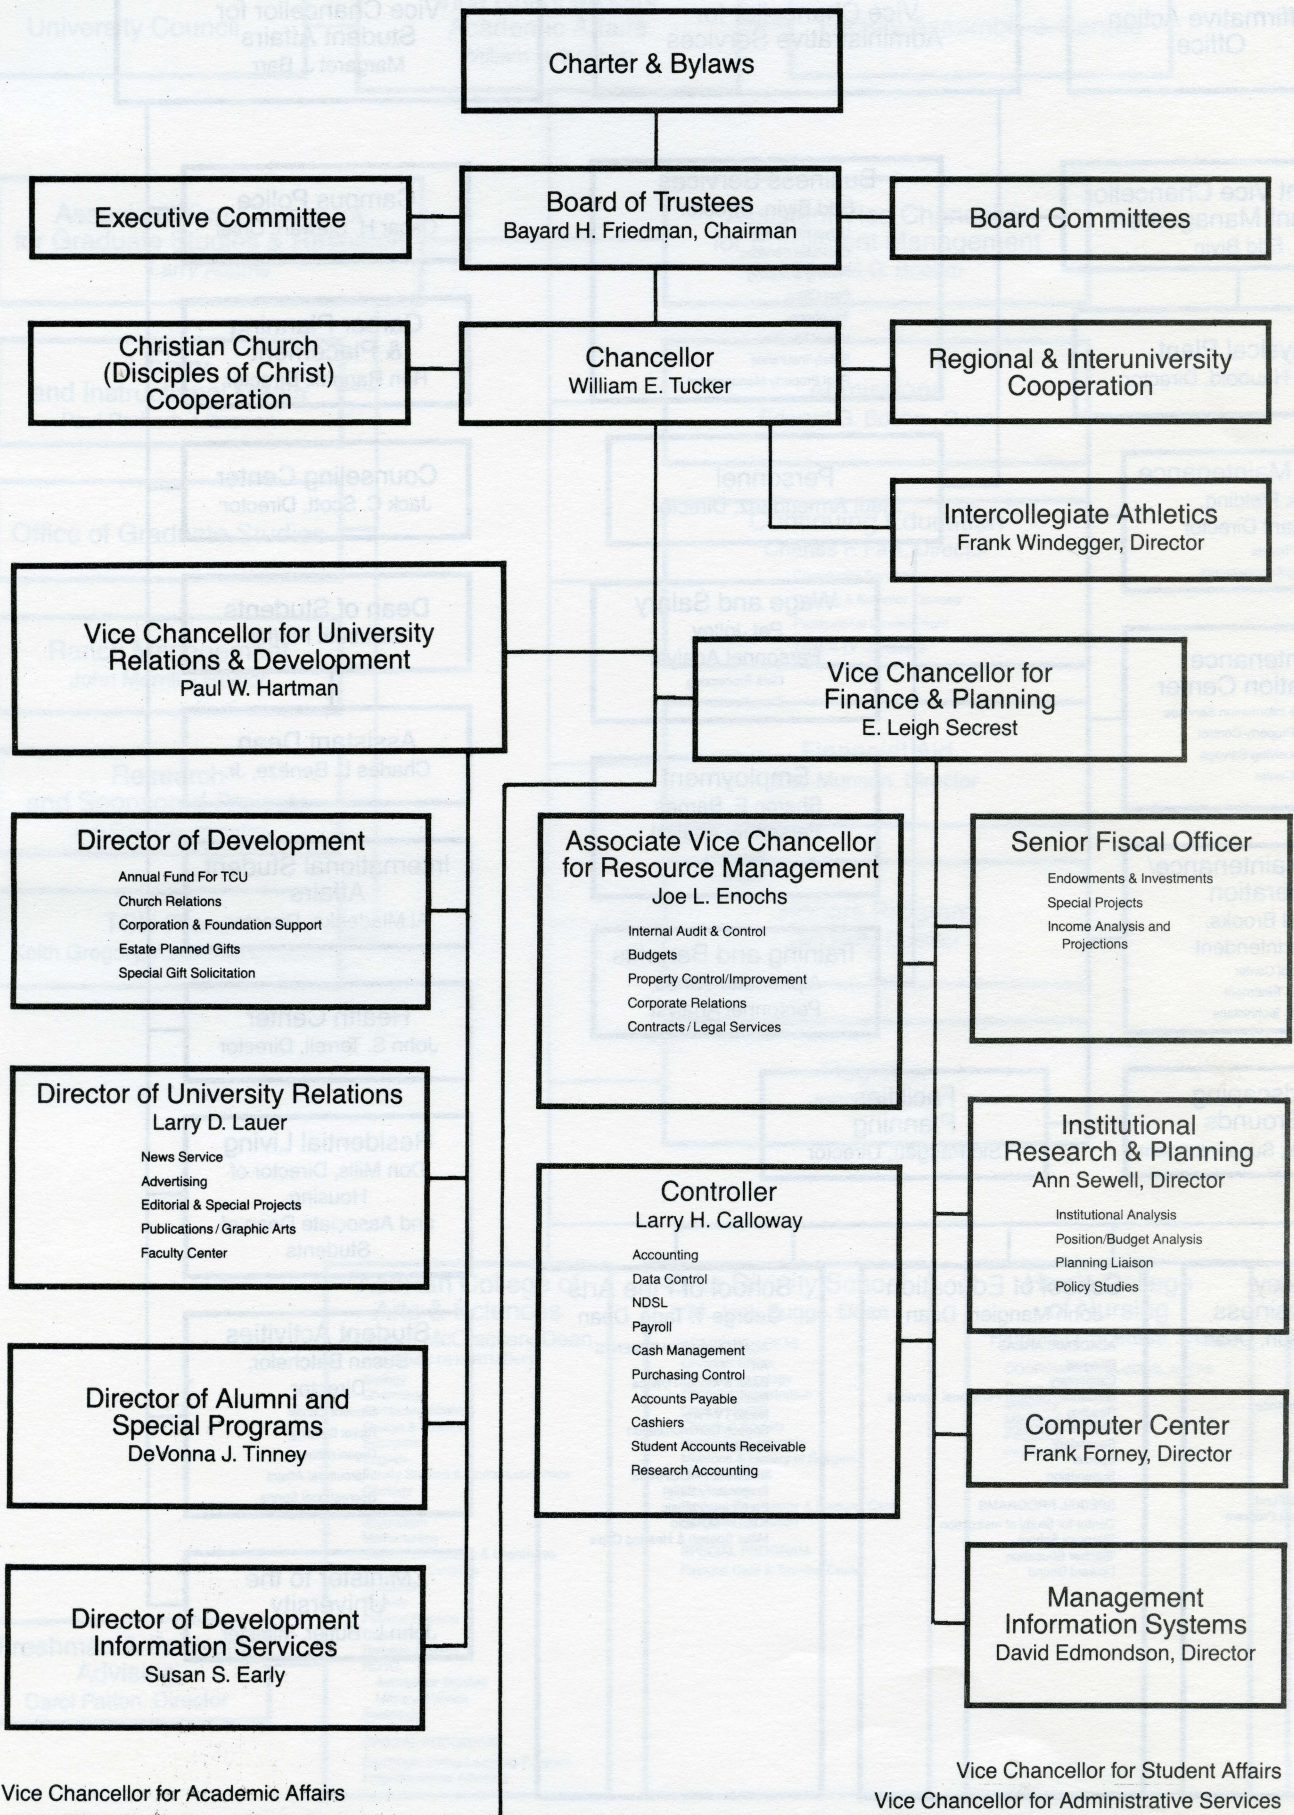 Charter & Bylaws
Executive Committee
Board of Trustees
Bayard H. Friedman, Chairman
Board Committees
Christian Church
(Disciples of Christ)
Cooperation
Chancellor
William E. Tucker
Regional & Interuniversity
Cooperation
Intercollegiate Athletics
Frank Windegger, Director
Vice Chancellor for University
Relations & Development
Paul W. Hartman
Vice Chancellor for
Finance & Planning
E. Leigh Secrest
Director of Development
Annual Fund For TCU
Church Relations
Corporation & Foundation Support
Estate Planned Gifts
Special Gift Solicitation
Director of University Relations
Larry D. Lauer
News Service
Advertising
Editorial & Special Projects
Publications / Graphic Arts
Faculty Center
Director of Alumni and
Special Programs
DeVonna J. Tinney
Director of Development
Information Services
Susan S. Early
Associate Vice Chancellor
for Resource Management
Joe L. Enochs
Internal Audit & Control
Budgets
Property Control/Improvement
Corporate Relations
Contracts / Legal Services
Controller
Larry H. Calloway
Accounting
Data Control
NDSL
Payroll
Cash Management
Purchasing Control
Accounts Payable
Cashiers
Student Accounts Receivable
Research Accounting
Senior Fiscal Officer
Endowments & Investments
Special Projects
Income Analysis and
Projections
Institutional
Research & Planning
Ann Sewell, Director
Institutional Analysis
Position/Budget Analysis
Planning Liaison
Policy Studies
Computer Center
Frank Forney, Director
Management
Information Systems
David Edmondson, Director
Vice Chancellor for Academic Affairs
Vice Chancellor for Student Affairs
Vice Chancellor for Administrative Services